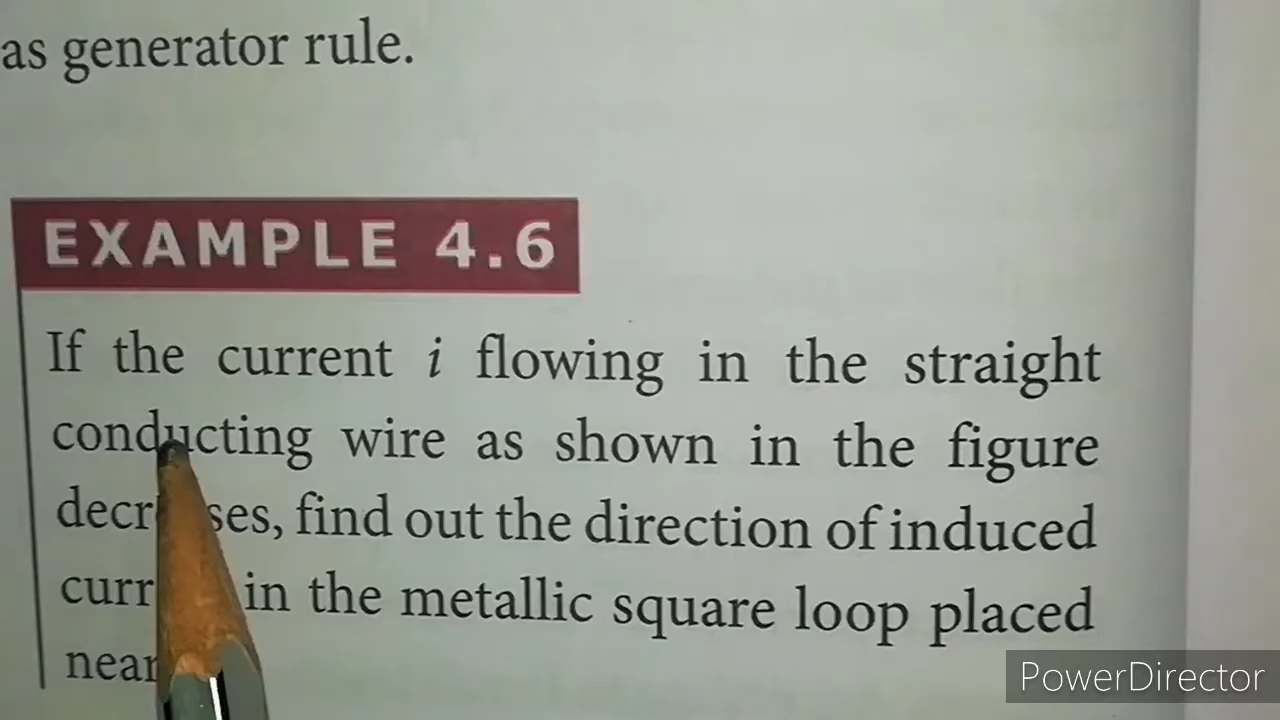 as generator rule.
EXAMPLE 4.6
If the current i flowing in the straight
conducting wire as shown in the figure
find out the direction of induced
in the metallic square loop placed
near
PowerDirector